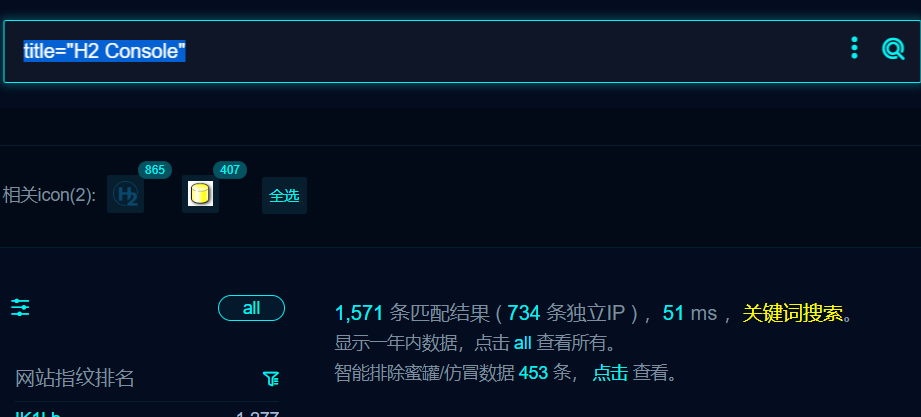 title="H2 Console"
865 407
相关icon(2): H2 全选
all
1,571 条匹配结果 ( 734 条独立IP ) ，51 ms ，关键词搜索。
显示一年内数据，点击 all 查看所有。
智能排除蜜罐/仿冒数据 453 条， 点击 查看。
网站指纹排名